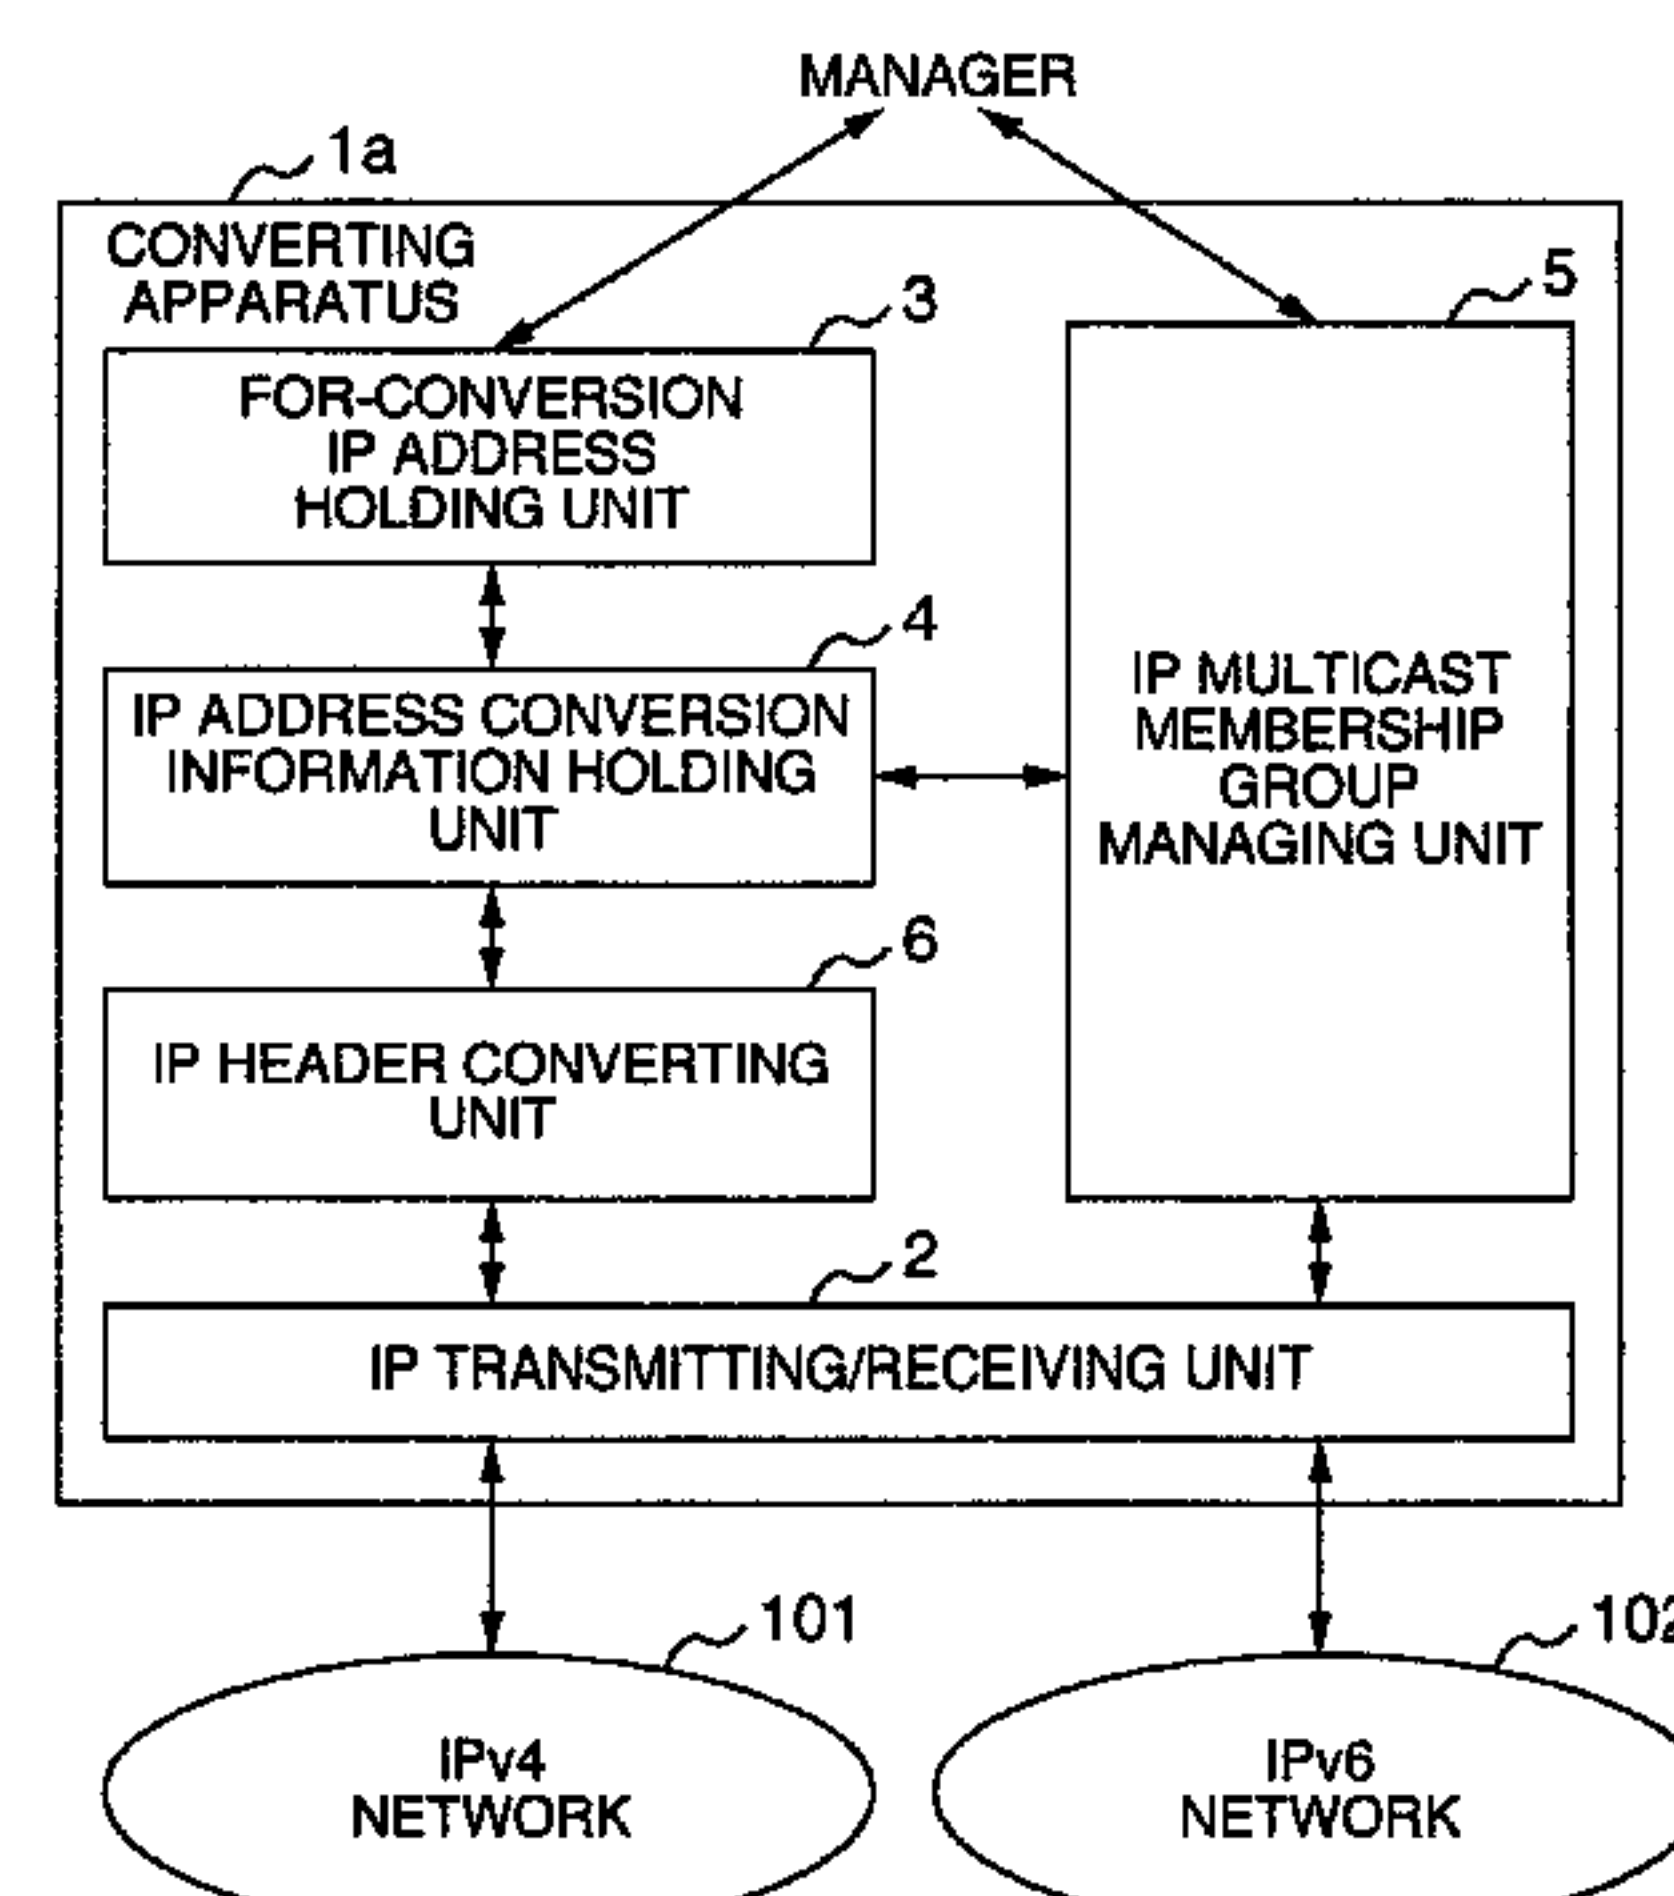 MANAGER
1a
CONVERTING
APPARATUS
3
5
FOR-CONVERSION
IP ADDRESS
HOLDING UNIT
4
IP ADDRESS CONVERSION
INFORMATION HOLDING
UNIT
IP MULTICAST
MEMBERSHIP
GROUP
MANAGING UNIT
6
IP HEADER CONVERTING
UNIT
2
IP TRANSMITTING/RECEIVING UNIT
101
102
IPv4
NETWORK
IPv6
NETWORK